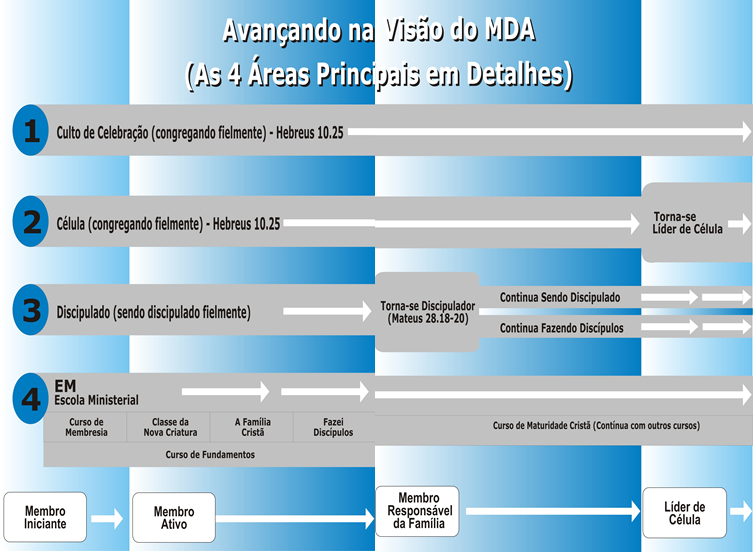 Avançando na Visão do MDA
(As 4 Áreas Principais em Detalhes)
1
Culto de Celebração (congregando fielmente) - Hebreus 10.25
2
Célula (congregando fielmente) - Hebreus 10.25
Torna-se
Líder de Célula
3
Discipulado (sendo discipulado fielmente)
Torna-se Discipulador
(Mateus 28.18-20)
Continua Sendo Discipulado
Continua Fazendo Discípulos
4
EM
Escola Ministerial
Curso de
Membresia
Classe da
Nova Criatura
A Família
Cristã
Fazei
Discípulos
Curso de Maturidade Cristã (Contínua com outros cursos)
Curso de Fundamentos
Membro
Iniciante
Membro
Ativo
Membro
Responsável
da Família
Líder de
Célula